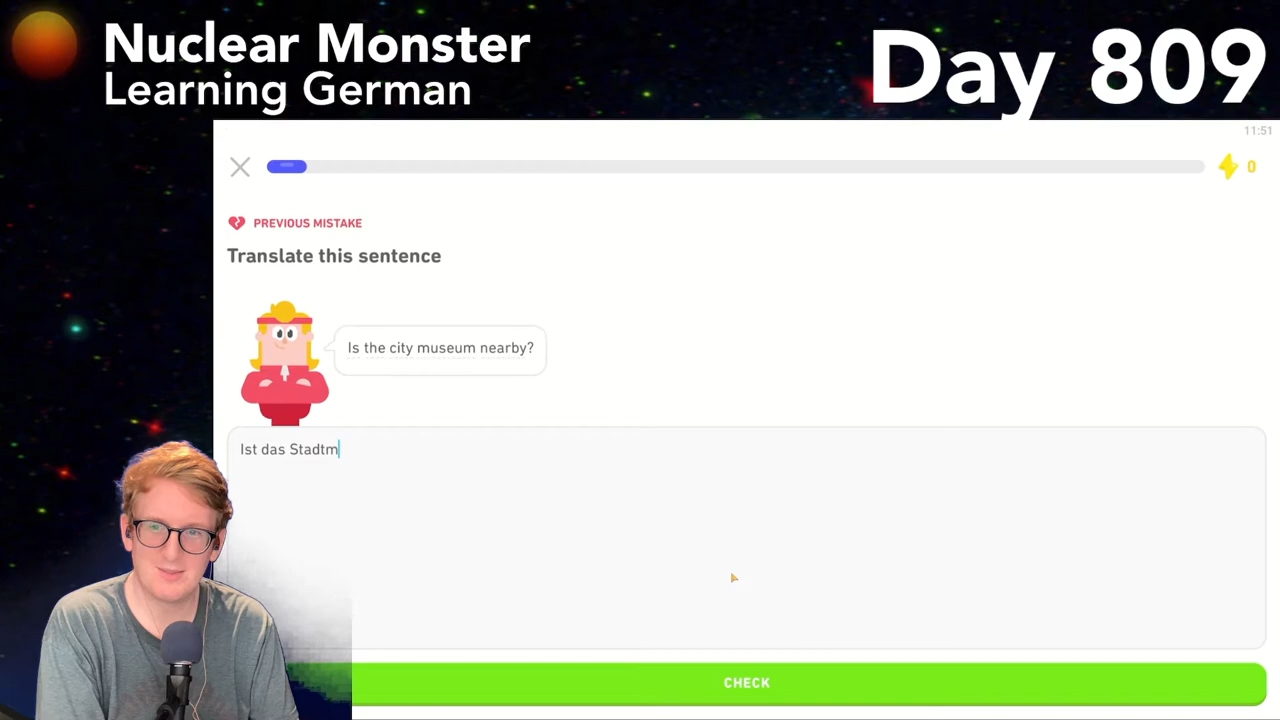 Nuclear Monster
Learning German
Day 809
11:51
0
PREVIOUS MISTAKE
Translate this sentence
Is the city museum nearby?
Ist das Stadtm
CHECK